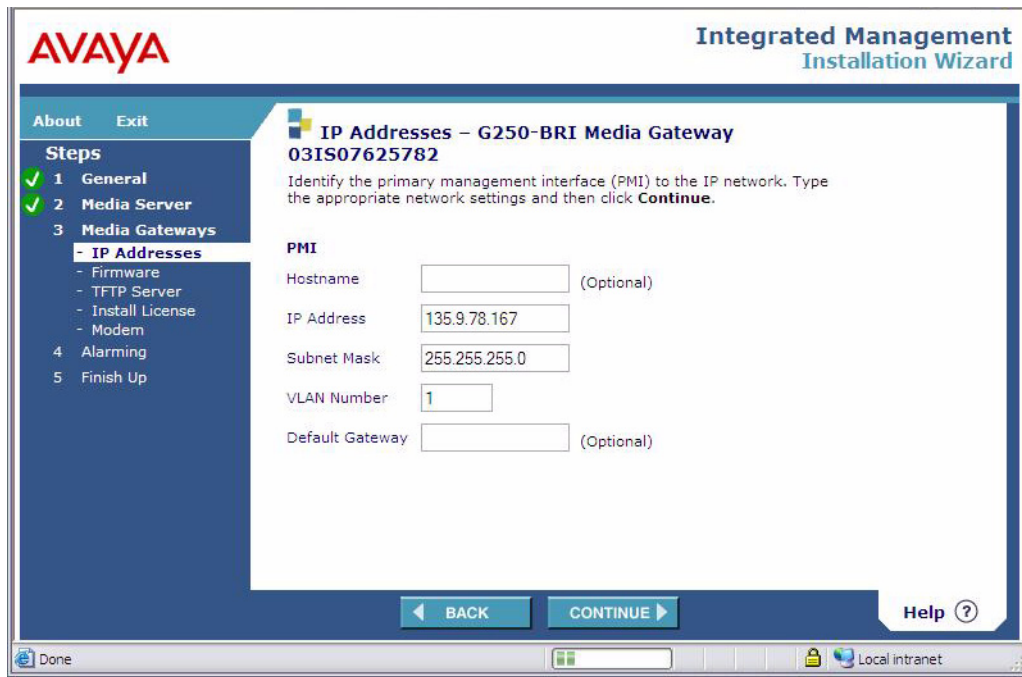 AVAYA
Integrated Management
Installation Wizard
About Exit
Steps
1 General
2 Media Server
3 Media Gateways
- IP Addresses
- Firmware
- TFTP Server
- Install License
- Modem
4 Alarming
5 Finish Up
IP Addresses – G250-BRI Media Gateway
03IS07625782
Identify the primary management interface (PMI) to the IP network. Type
the appropriate network settings and then click Continue.
PMI
Hostname (Optional)
IP Address 135.9.78.167
Subnet Mask 255.255.255.0
VLAN Number 1
Default Gateway (Optional)
BACK CONTINUE
Help ?
Done Local intranet